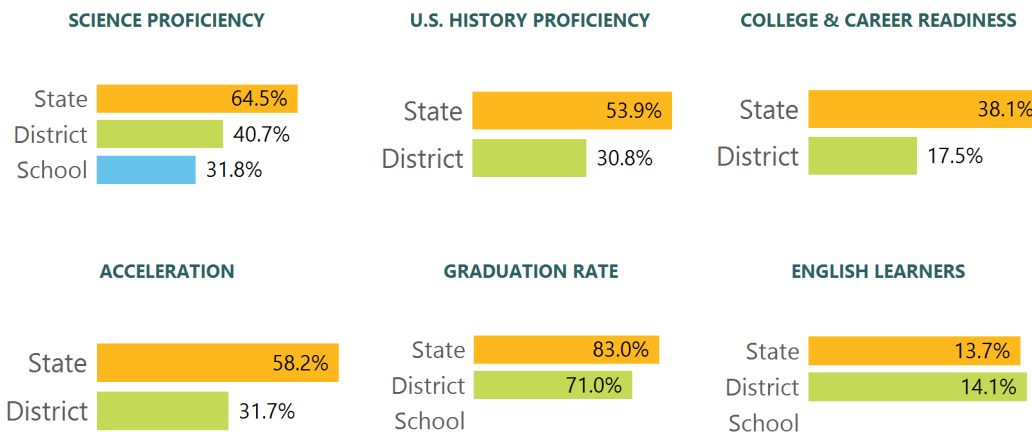 SCIENCE PROFICIENCY
State 64.5%
District 40.7%
School 31.8%
U.S. HISTORY PROFICIENCY
State 53.9%
District 30.8%
COLLEGE & CAREER READINESS
State 38.1%
District 17.5%
ACCELERATION
State 58.2%
District 31.7%
GRADUATION RATE
State 83.0%
District 71.0%
School
ENGLISH LEARNERS
State 13.7%
District 14.1%
School